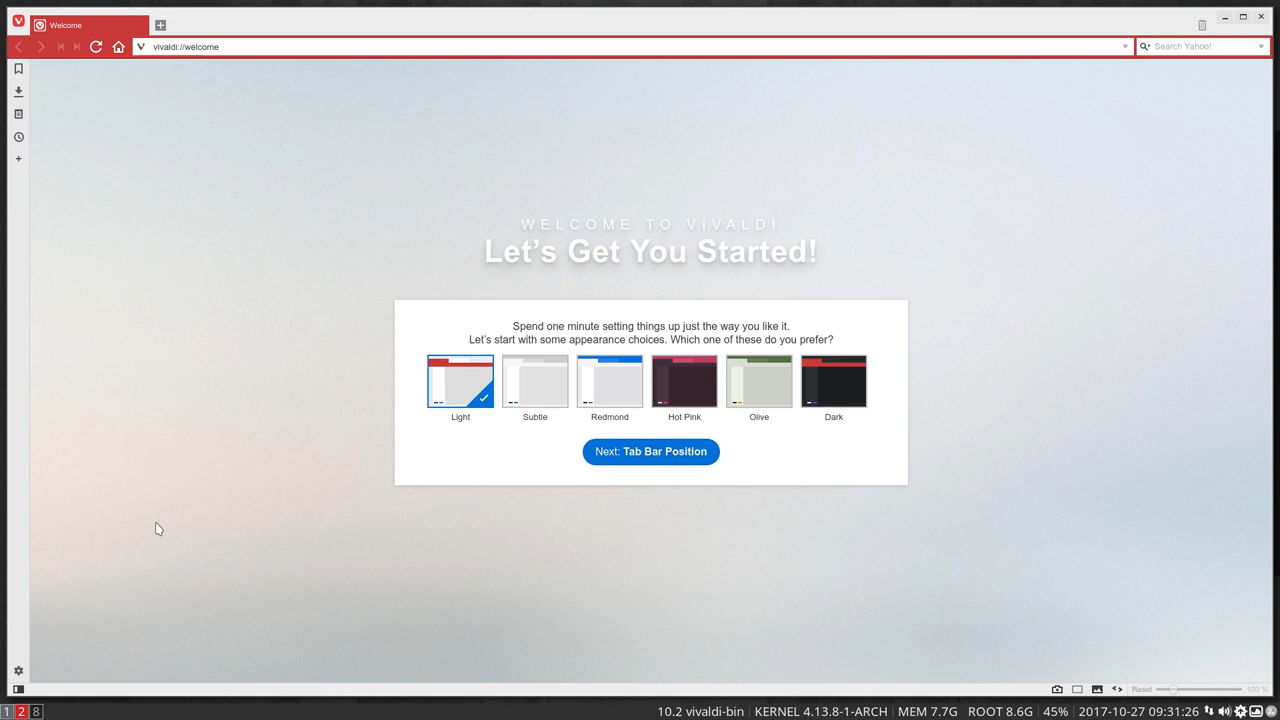 Welcome
vivaldi://welcome
Search Yahoo!
WELCOME TO VIVALDI
Let's Get You Started!
Spend one minute setting things up just the way you like it.
Let's start with some appearance choices. Which one of these do you prefer?
Light Subtle Redmond Hot Pink Olive Dark
Next: Tab Bar Position
Reset 100 %
1 2 8 10.2 vivaldi-bin KERNEL 4.13.8-1-ARCH MEM 7.7G ROOT 8.6G 45% 2017-10-27 09:31:26